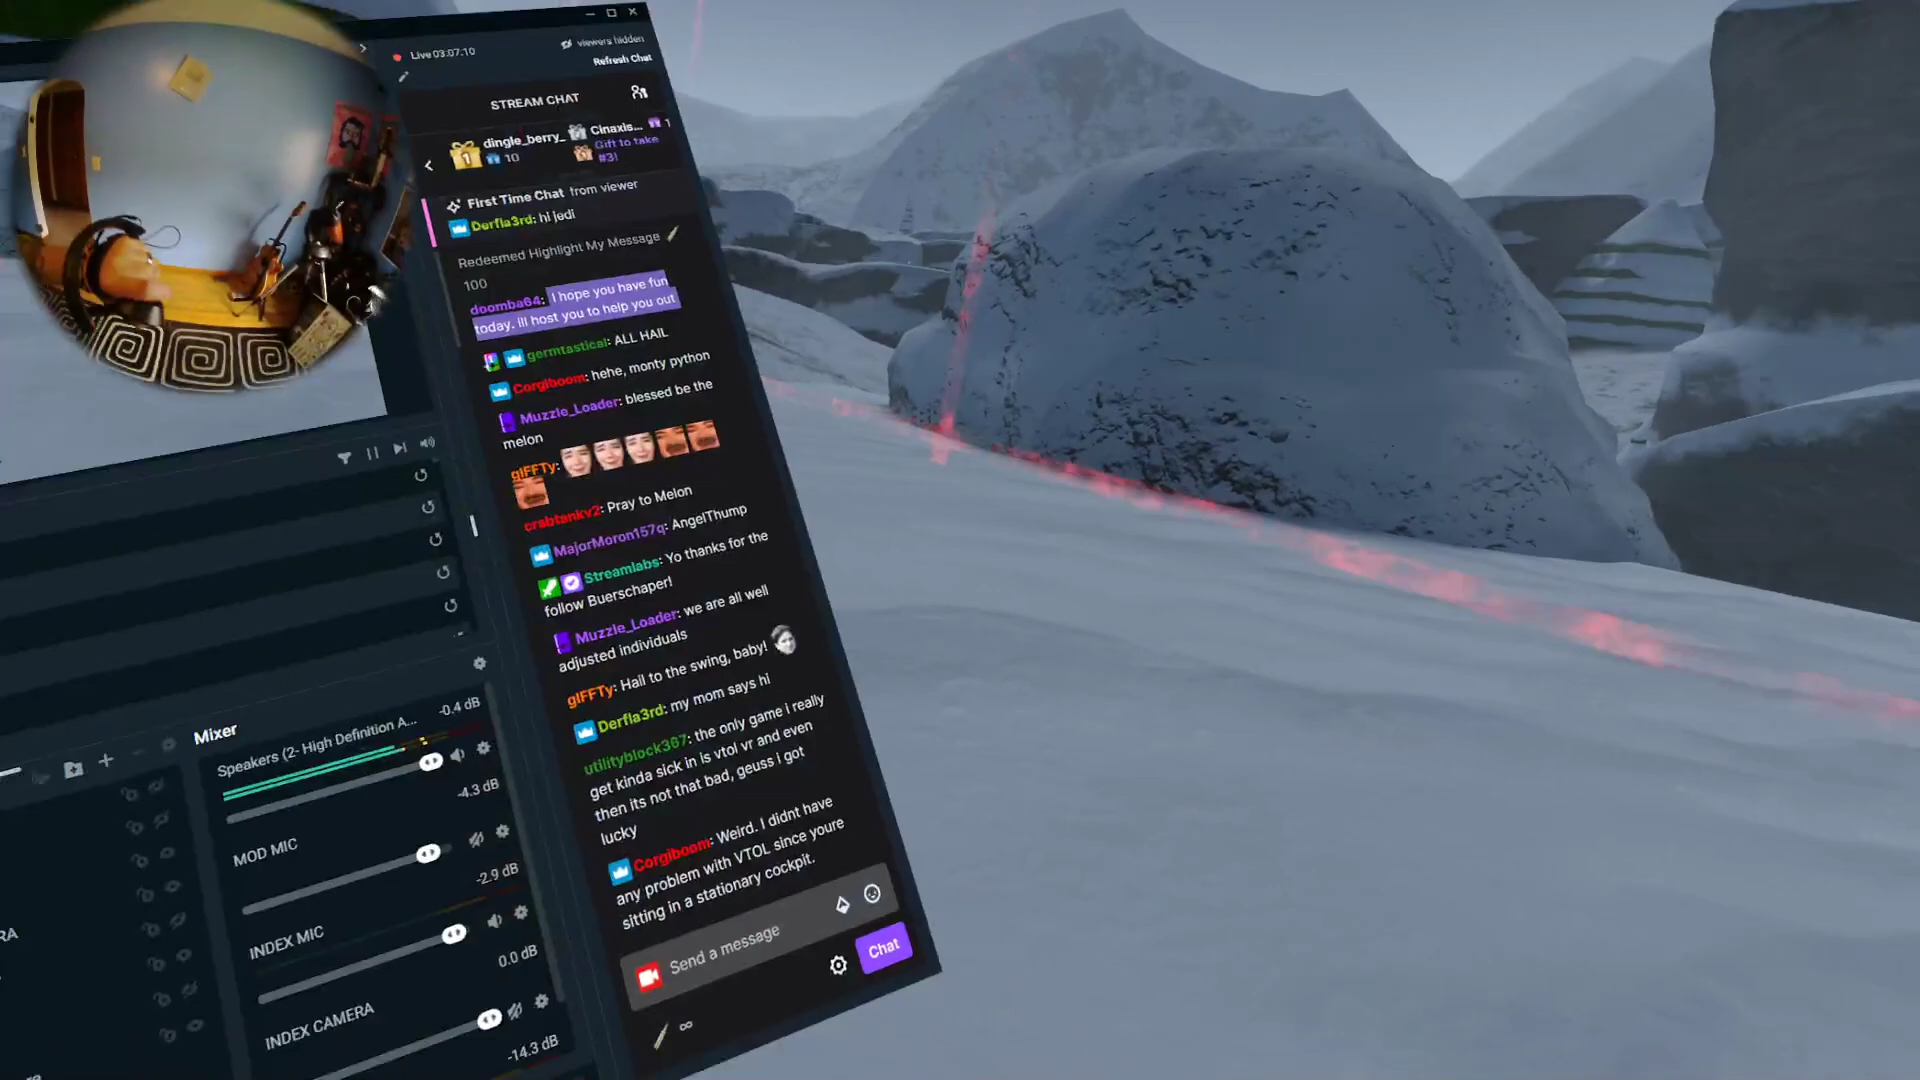 Live 03:07:10
viewers hidden
Refresh Chat
STREAM CHAT
1
dingle_berry_
10
Cinaxis...
Gift to take
#3!
First Time Chat from viewer
Derfla3rd: hi jedi
Redeemed Highlight My Message
100
doomba64: I hope you have fun
today. ill host you to help you out
germtastical: ALL HAIL
Corgiboom: hehe, monty python
Muzzle_Loader: blessed be the
melon
glFFTy:
crabtankv2: Pray to Melon
MajorMoron157q: AngelThump
Streamlabs: Yo thanks for the
follow Buerschaper!
Muzzle_Loader: we are all well
adjusted individuals
glFFTy: Hail to the swing, baby!
Derfla3rd: my mom says hi
utilityblock367: the only game i really
get kinda sick in is vtol vr and even
then its not that bad, geuss i got
lucky
Corgiboom: Weird. I didnt have
any problem with VTOL since youre
sitting in a stationary cockpit.
Send a message
Chat
∞
Mixer
Speakers (2- High Definition A...
-0.4 dB
MOD MIC
-4.3 dB
INDEX MIC
-2.9 dB
INDEX CAMERA
0.0 dB
-14.3 dB